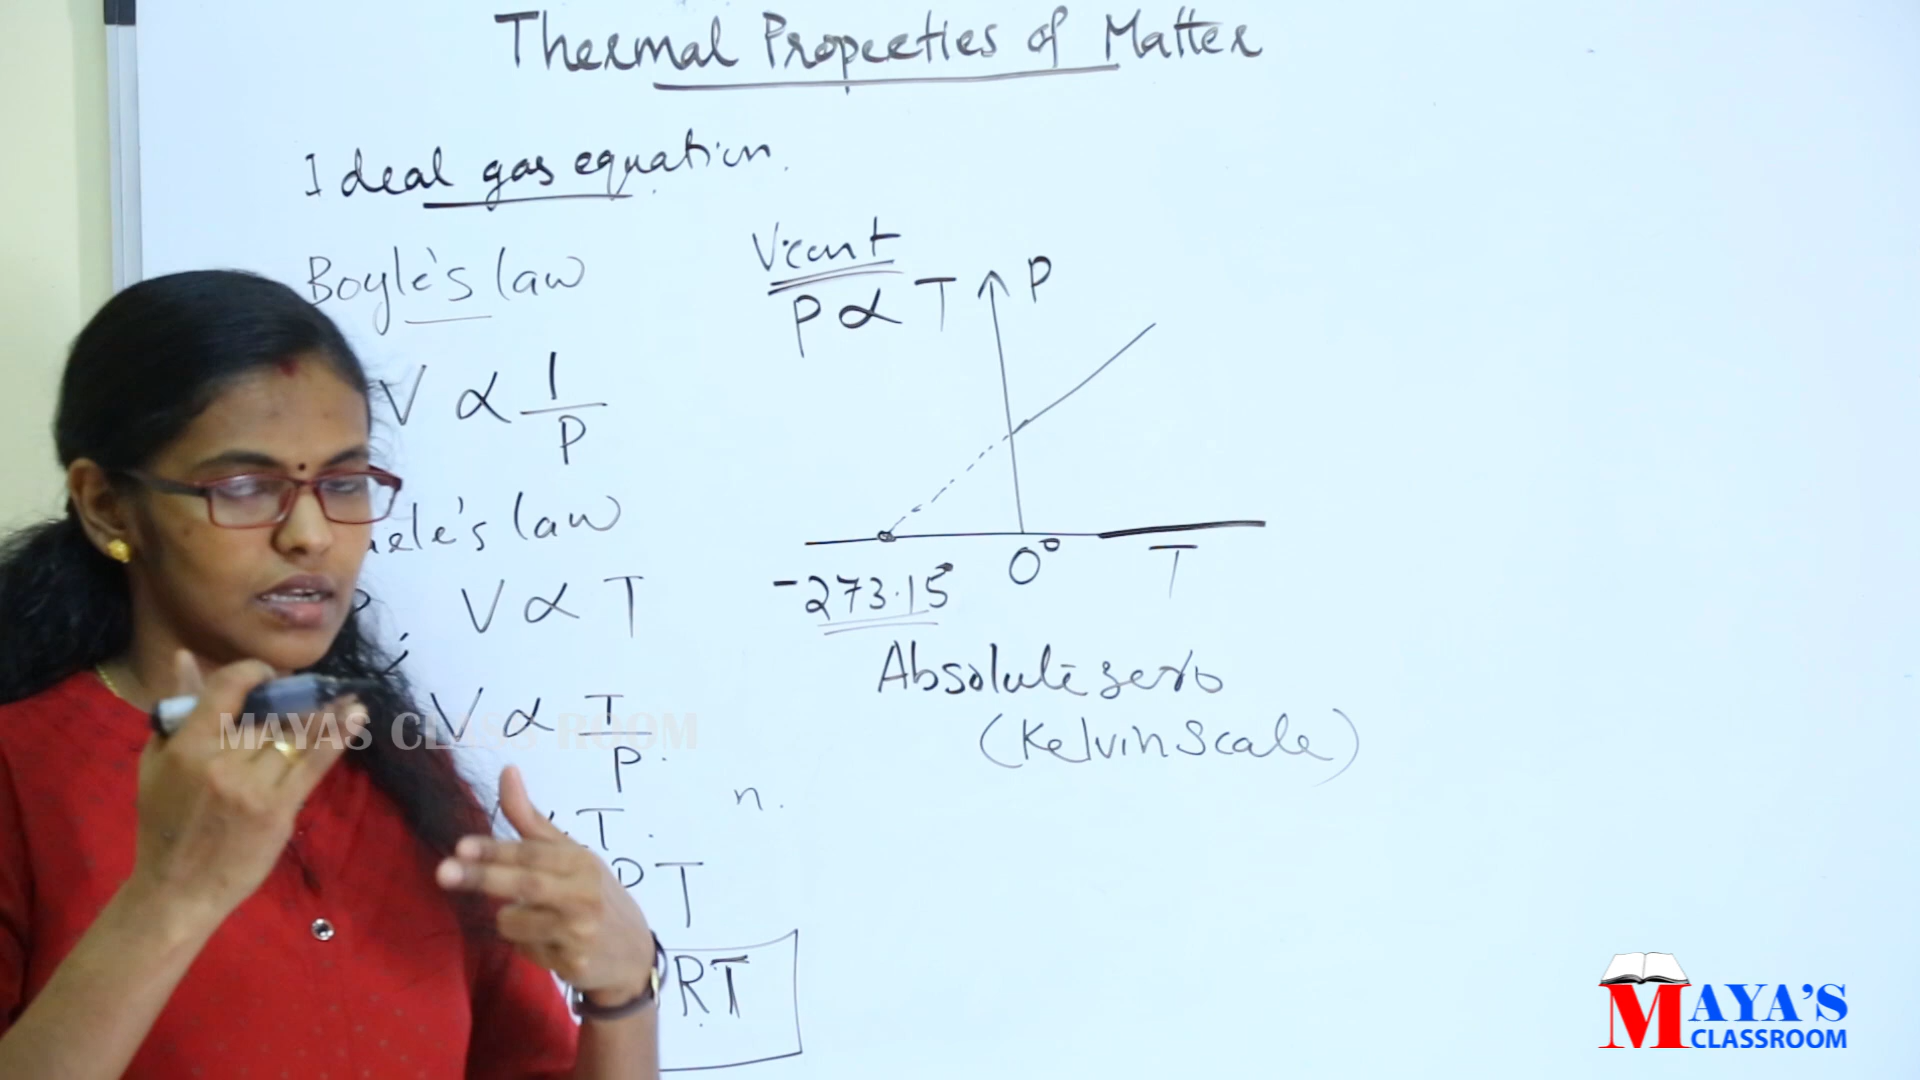 Thermal Properties of Matter
Ideal gas equation.
Boyle's law
V ∝ 1/P
law
V ∝ T
V ∝ T/P
T.
n.
T
RT
V cont
P ∝ T
P
-273.15
0°
T
Absolute zero
(Kelvin Scale)
MAYAS CLASS ROOM
MAYA'S
CLASSROOM